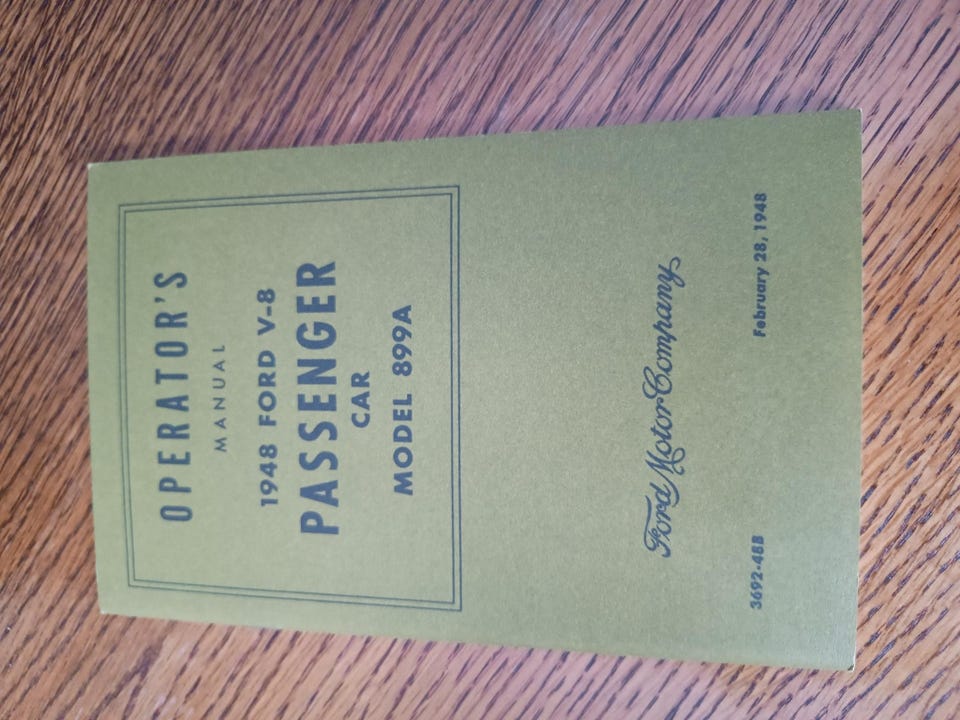 OPERATOR'S
MANUAL
1948 FORD V-8
PASSENGER
CAR
MODEL 899A
Ford Motor Company
3692-48B February 28, 1948